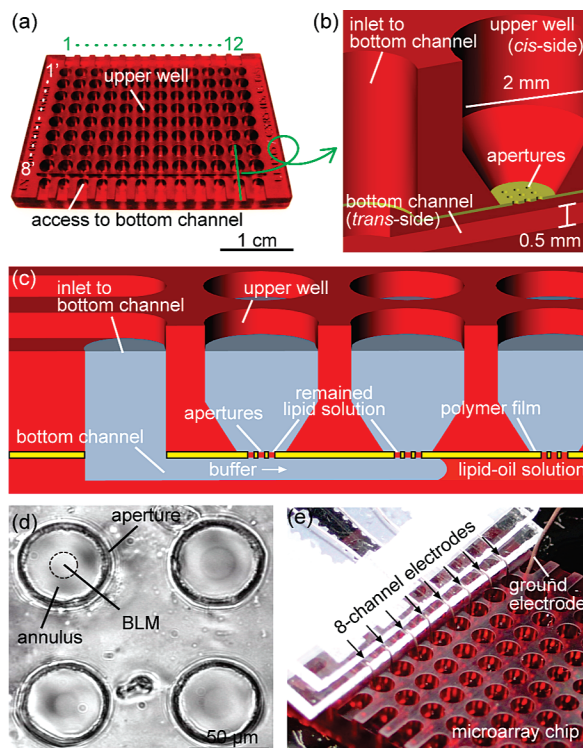 (a)
1
12
1'
upper well
8'
access to bottom channel
1 cm
(b)
inlet to
bottom channel
upper well
(cis-side)
2 mm
apertures
bottom channel
(trans-side)
0.5 mm
(c)
inlet to
bottom channel
upper well
apertures
remained
lipid solution
polymer film
bottom channel
buffer →
lipid-oil solution
(d)
aperture
annulus
BLM
50 μm
(e)
8-channel electrodes
ground
electrode
microarray chip